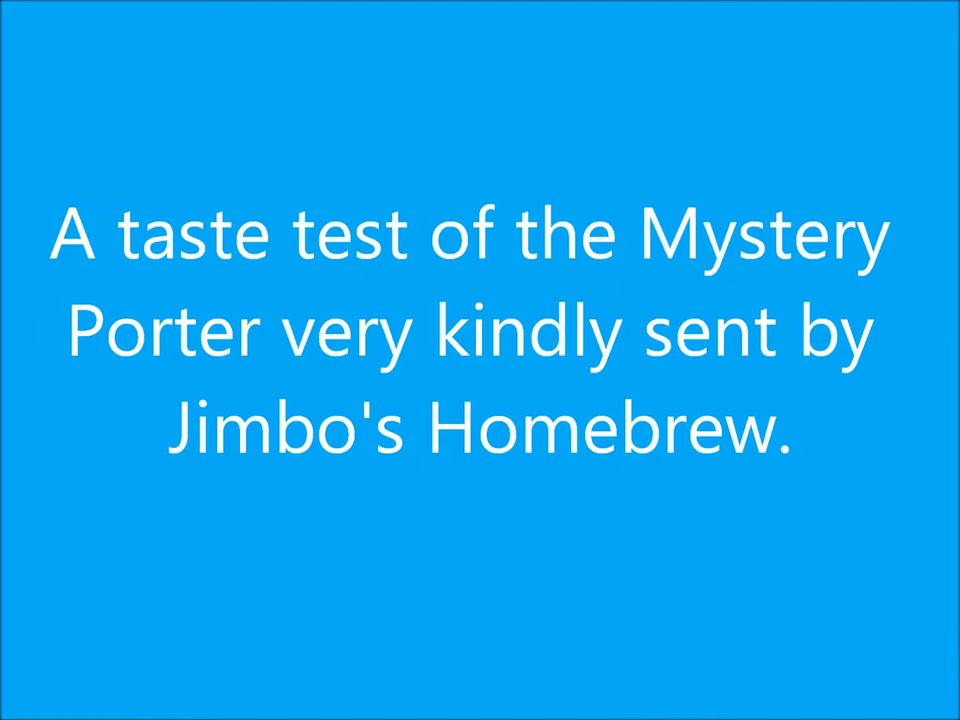 A taste test of the Mystery
Porter very kindly sent by
Jimbo's Homebrew.